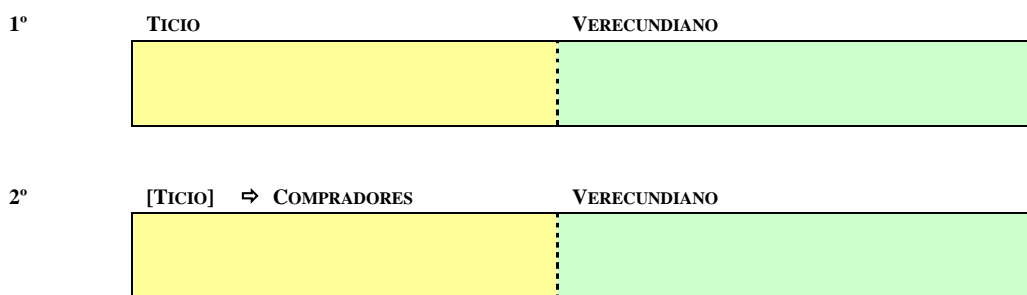 1º TICIO VERECUNDIANO
2º [TICIO] ⇨ COMPRADORES VERECUNDIANO